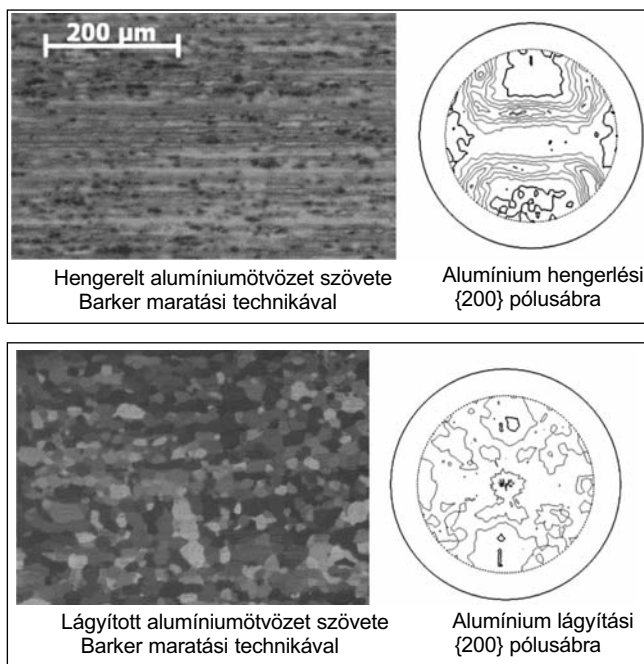 200 µm
Hengerelt alumíniumötvözet szövete
Barker maratási technikával
Alumínium hengerlési
{200} pólusábra
Lágyított alumíniumötvözet szövete
Barker maratási technikával
Alumínium lágyítási
{200} pólusábra